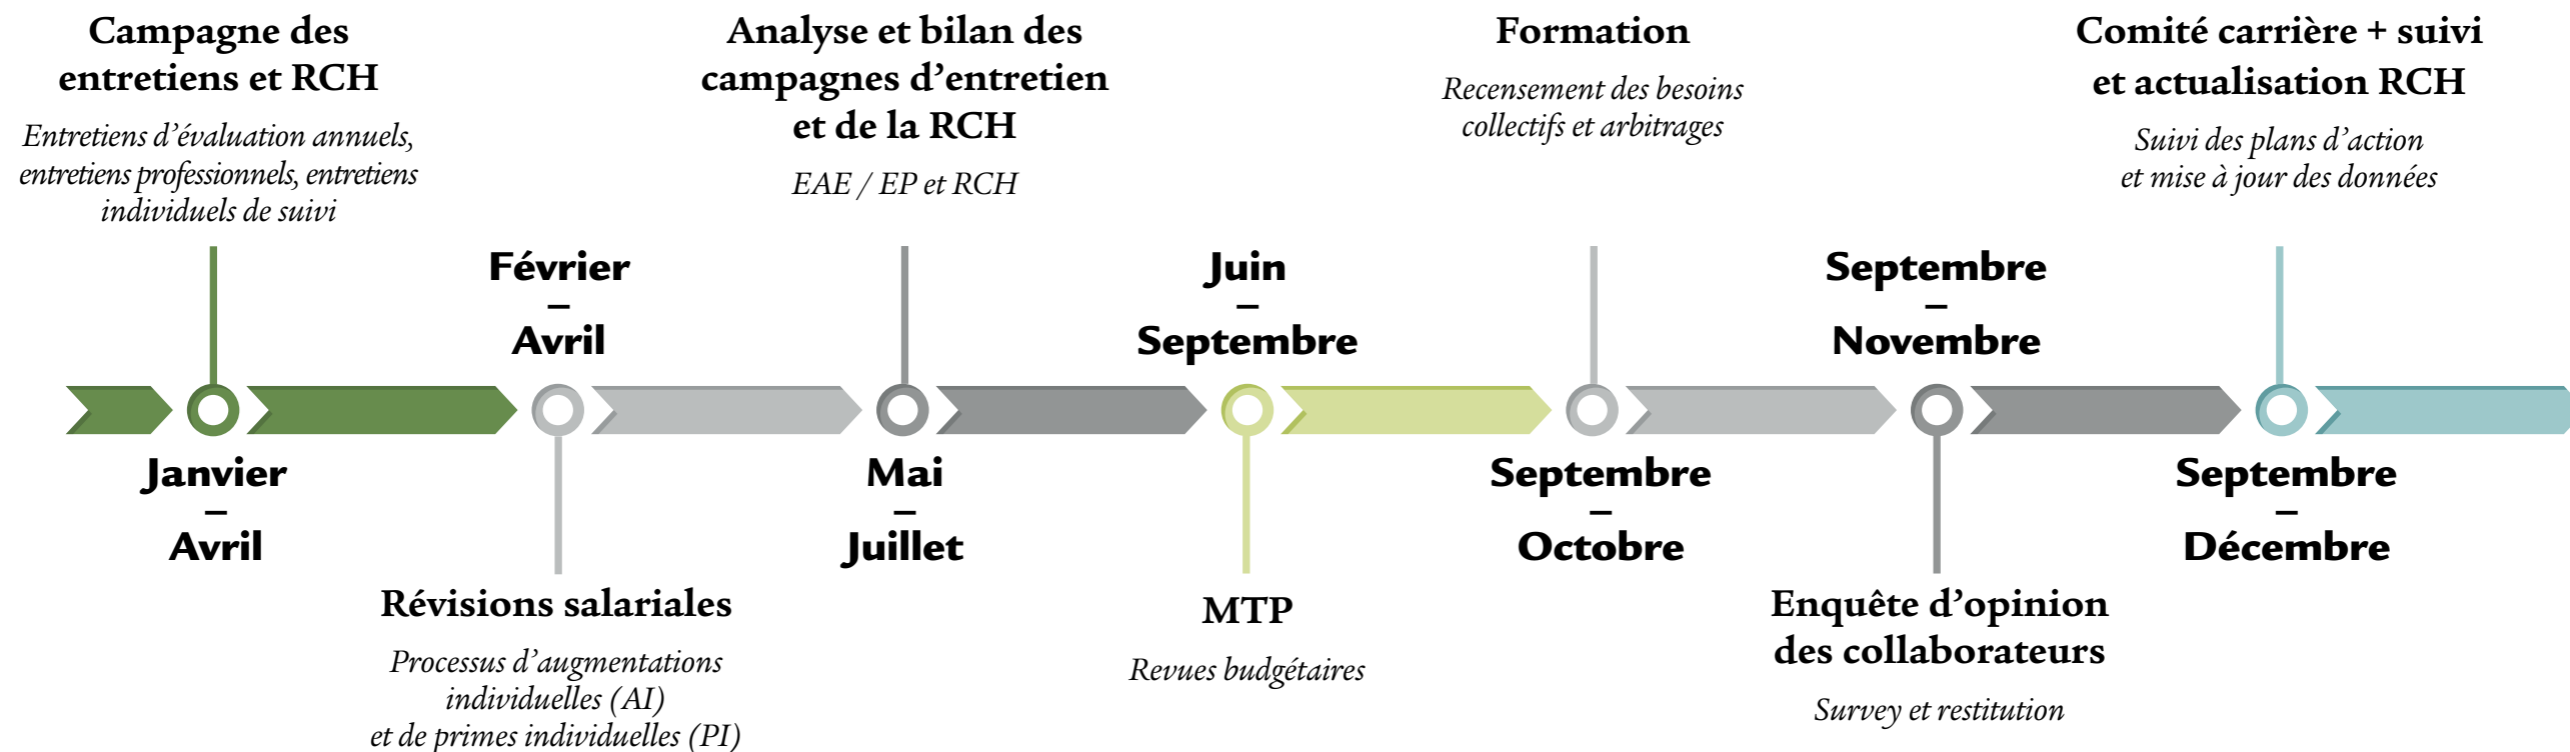 Campagne des
entretiens et RCH
Entretiens d’évaluation annuels,
entretiens professionnels, entretiens
individuels de suivi
Janvier
–
Avril
Février
–
Avril
Révisions salariales
Processus d’augmentations
individuelles (AI)
et de primes individuelles (PI)
Analyse et bilan des
campagnes d’entretien
et de la RCH
EAE / EP et RCH
Mai
–
Juillet
Juin
–
Septembre
MTP
Revues budgétaires
Formation
Recensement des besoins
collectifs et arbitrages
Septembre
–
Octobre
Septembre
–
Novembre
Enquête d’opinion
des collaborateurs
Survey et restitution
Comité carrière + suivi
et actualisation RCH
Suivi des plans d’action
et mise à jour des données
Septembre
–
Décembre